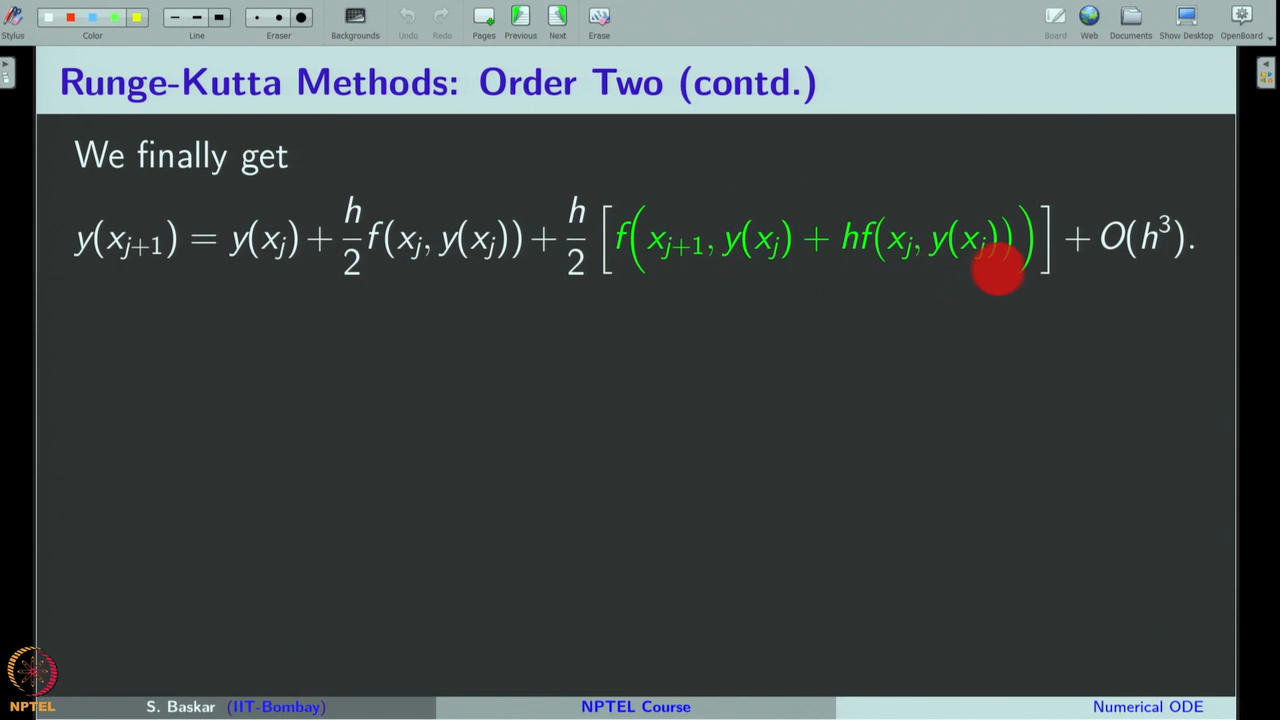 Stylus Color Line Eraser Backgrounds Undo Redo Pages Previous Next Erase Board Web Documents Show Desktop OpenBoard
Runge-Kutta Methods: Order Two (contd.)
We finally get
y(x_{j+1}) = y(x_j) + \frac{h}{2} f(x_j, y(x_j)) + \frac{h}{2} [ f( x_{j+1}, y(x_j) + hf(x_j, y(x_j)) ) ] + O(h^3).
NPTEL
S. Baskar (IIT-Bombay) NPTEL Course Numerical ODE